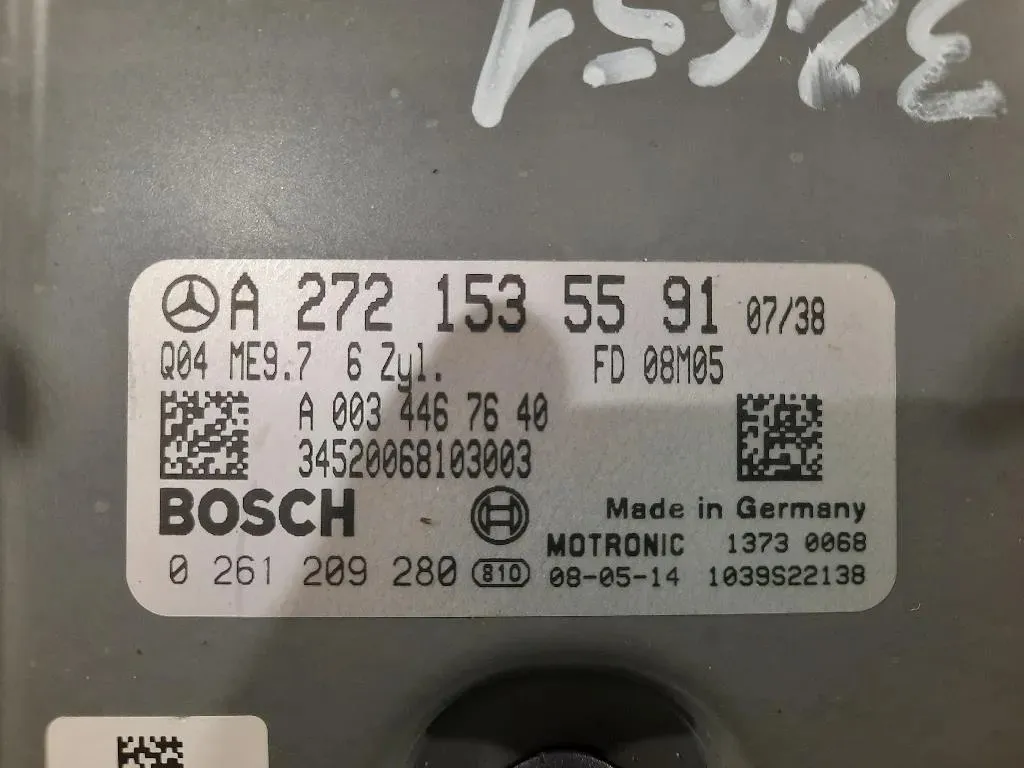 32651
A 272 153 55 91 07/38
Q04 ME9.7 6 Zyl. FD 08M05
A 003 446 76 40
34520068103003
BOSCH
Made in Germany
MOTRONIC 1373 0068
0 261 209 280 810 08-05-14 1039S22138